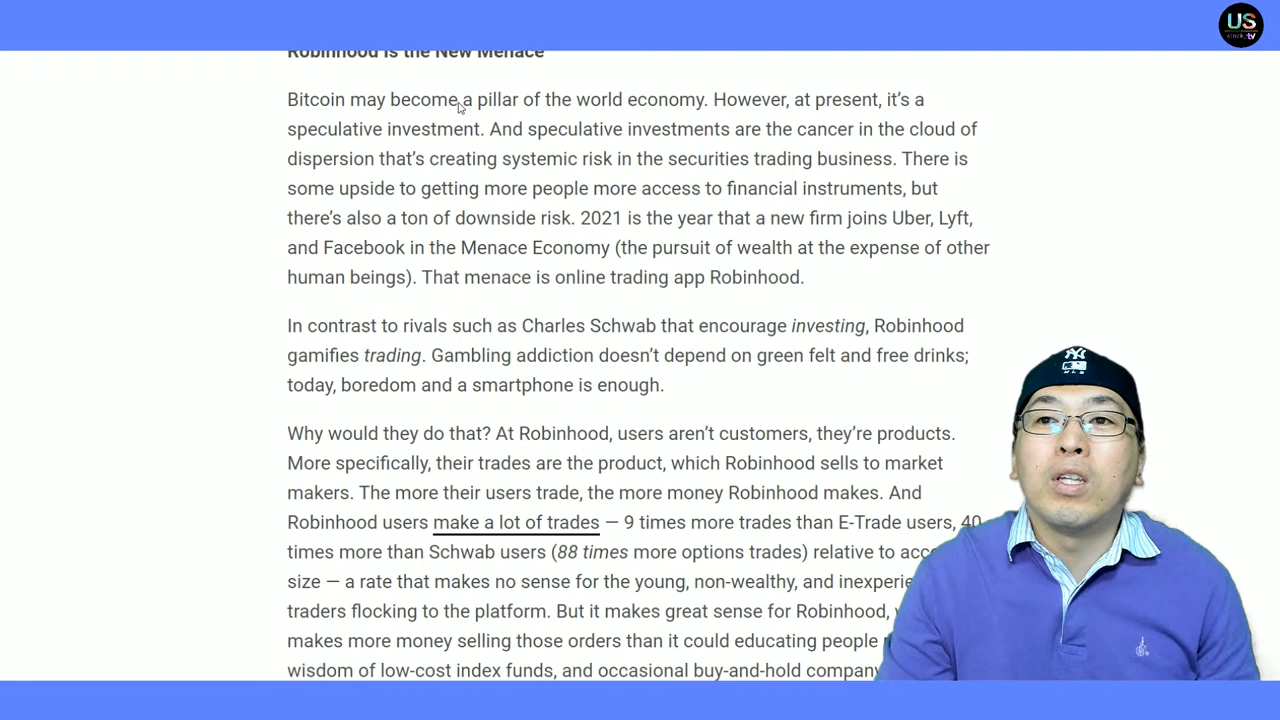 US
stock.tv
Robinhood is the New Menace
Bitcoin may become a pillar of the world economy. However, at present, it’s a
speculative investment. And speculative investments are the cancer in the cloud of
dispersion that’s creating systemic risk in the securities trading business. There is
some upside to getting more people more access to financial instruments, but
there’s also a ton of downside risk. 2021 is the year that a new firm joins Uber, Lyft,
and Facebook in the Menace Economy (the pursuit of wealth at the expense of other
human beings). That menace is online trading app Robinhood.
In contrast to rivals such as Charles Schwab that encourage investing, Robinhood
gamifies trading. Gambling addiction doesn’t depend on green felt and free drinks;
today, boredom and a smartphone is enough.
Why would they do that? At Robinhood, users aren’t customers, they’re products.
More specifically, their trades are the product, which Robinhood sells to market
makers. The more their users trade, the more money Robinhood makes. And
Robinhood users make a lot of trades — 9 times more trades than E-Trade users, 40
times more than Schwab users (88 times more options trades) relative to
size — a rate that makes no sense for the young, non-wealthy, and
traders flocking to the platform. But it makes great sense for Robinhood,
makes more money selling those orders than it could educating people
wisdom of low-cost index funds, and occasional buy-and-hold company